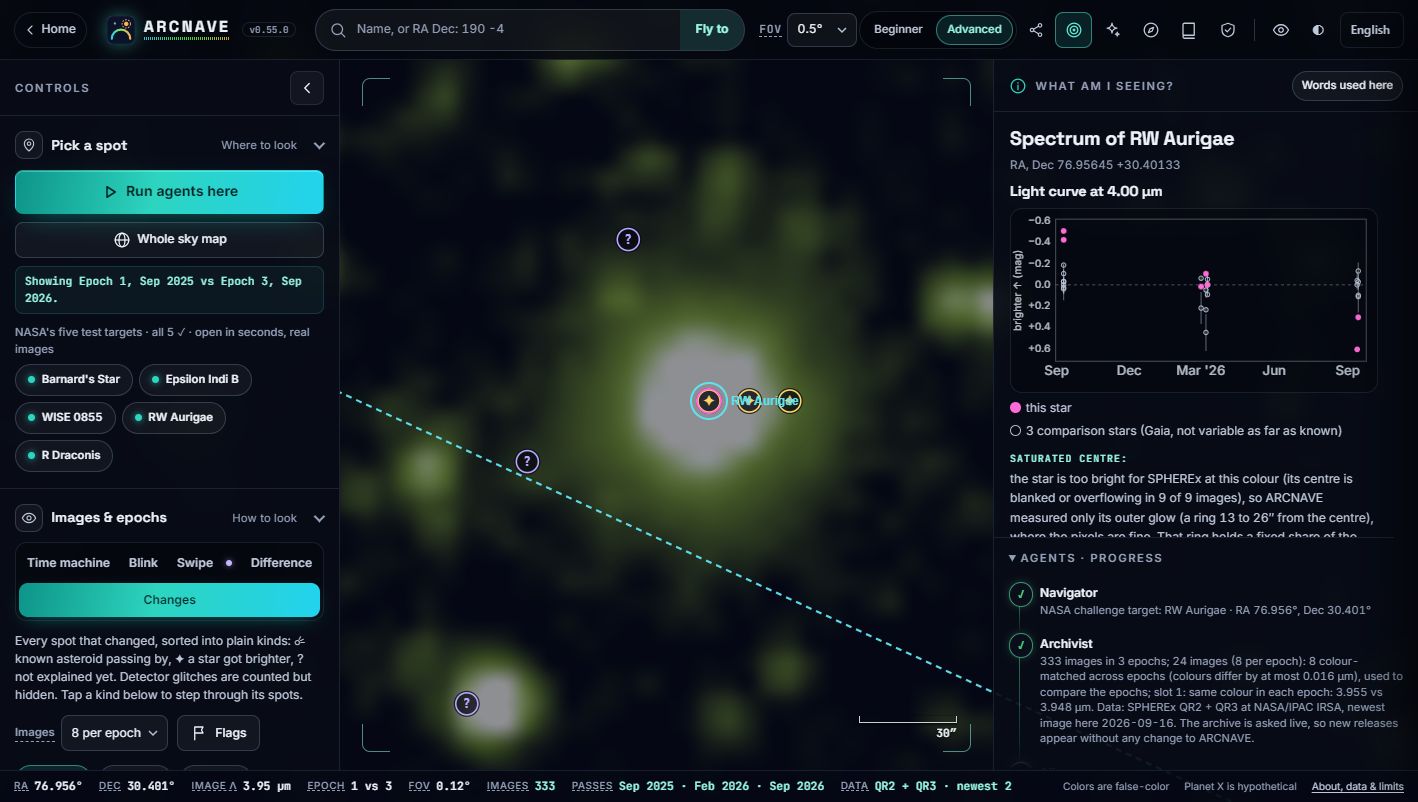 Home
ARCNAVE
v0.55.0
Name, or RA Dec: 190 -4
Fly to
FOV
0.5°
Beginner
Advanced
English
CONTROLS
Pick a spot
Where to look
Run agents here
Whole sky map
Showing Epoch 1, Sep 2025 vs Epoch 3, Sep
2026.
NASA's five test targets · all 5 ✓ · open in seconds, real
images
Barnard's Star
Epsilon Indi B
WISE 0855
RW Aurigae
R Draconis
Images & epochs
How to look
Time machine
Blink
Swipe
Difference
Changes
Every spot that changed, sorted into plain kinds: ☄
known asteroid passing by, ✦ a star got brighter, ?
not explained yet. Detector glitches are counted but
hidden. Tap a kind below to step through its spots.
Images
8 per epoch
Flags
?
RW Aurigae
?
?
30″
WHAT AM I SEEING?
Words used here
Spectrum of RW Aurigae
RA, Dec 76.95645 +30.40133
Light curve at 4.00 µm
brighter ↑ (mag)
−0.6
−0.4
−0.2
0.0
+0.2
+0.4
+0.6
Sep
Dec
Mar '26
Jun
Sep
this star
3 comparison stars (Gaia, not variable as far as known)
SATURATED CENTRE:
the star is too bright for SPHEREx at this colour (its centre is
blanked or overflowing in 9 of 9 images), so ARCNAVE
measured only its outer glow (a ring 13 to 26″ from the centre),
where the pixels are fine. That ring holds a fixed share of the
AGENTS · PROGRESS
Navigator
NASA challenge target: RW Aurigae · RA 76.956°, Dec 30.401°
Archivist
333 images in 3 epochs; 24 images (8 per epoch): 8 colour-
matched across epochs (colours differ by at most 0.016 µm), used to
compare the epochs; slot 1: same colour in each epoch: 3.955 vs
3.948 µm. Data: SPHEREx QR2 + QR3 at NASA/IPAC IRSA, newest
image here 2026-09-16. The archive is asked live, so new releases
appear without any change to ARCNAVE.
RA 76.956°
DEC 30.401°
IMAGE Λ 3.95 µm
EPOCH 1 vs 3
FOV 0.12°
IMAGES 333
PASSES Sep 2025 · Feb 2026 · Sep 2026
DATA QR2 + QR3 · newest 2
Colors are false-color
Planet X is hypothetical
About, data & limits